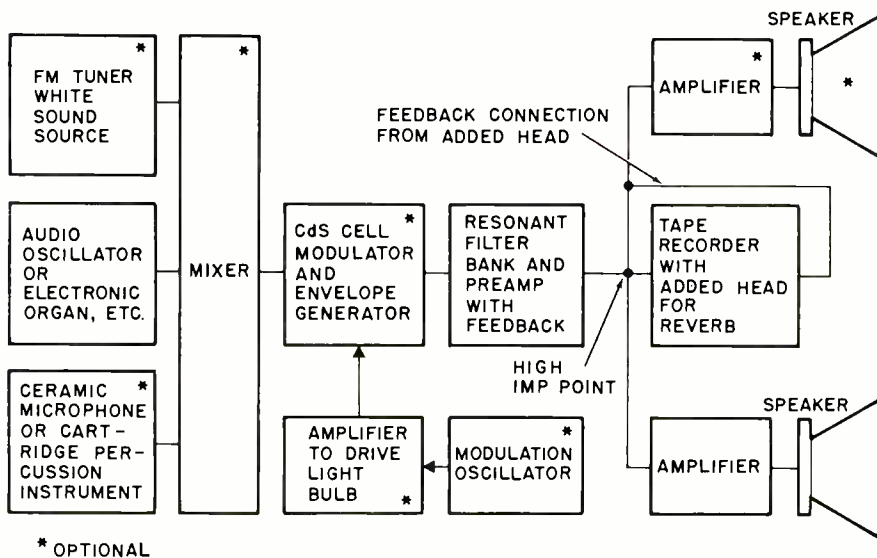 *
FM TUNER
WHITE
SOUND
SOURCE
AUDIO
OSCILLATOR
OR
ELECTRONIC
ORGAN, ETC.
*
CERAMIC
MICROPHONE
OR CART-
RIDGE PER-
CUSSION
INSTRUMENT
*
MIXER
*
CdS CELL
MODULATOR
AND
ENVELOPE
GENERATOR
AMPLIFIER
TO DRIVE
LIGHT
BULB
*
*
MODULATION
OSCILLATOR
RESONANT
FILTER
BANK AND
PREAMP
WITH
FEEDBACK
HIGH
IMP POINT
FEEDBACK CONNECTION
FROM ADDED HEAD
*
AMPLIFIER
SPEAKER
*
TAPE
RECORDER
WITH
ADDED HEAD
FOR
REVERB
AMPLIFIER
SPEAKER
* OPTIONAL